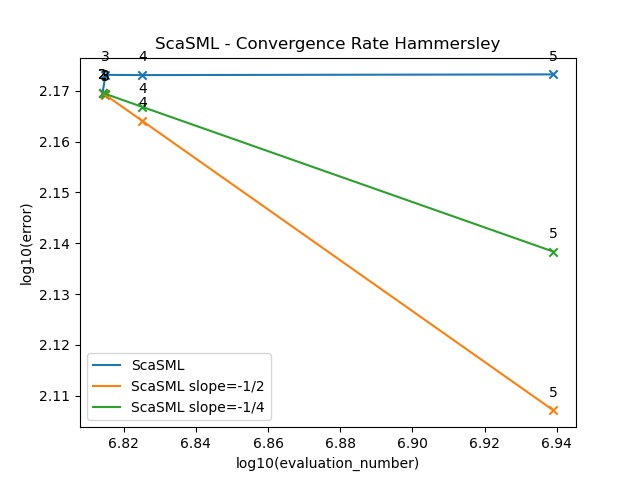 ScaSML - Convergence Rate Hammersley
log10(error)
2.17
2.16
2.15
2.14
2.13
2.12
2.11
3
4
5
2
4
4
5
5
ScaSML
ScaSML slope=-1/2
ScaSML slope=-1/4
6.82 6.84 6.86 6.88 6.90 6.92 6.94
log10(evaluation_number)